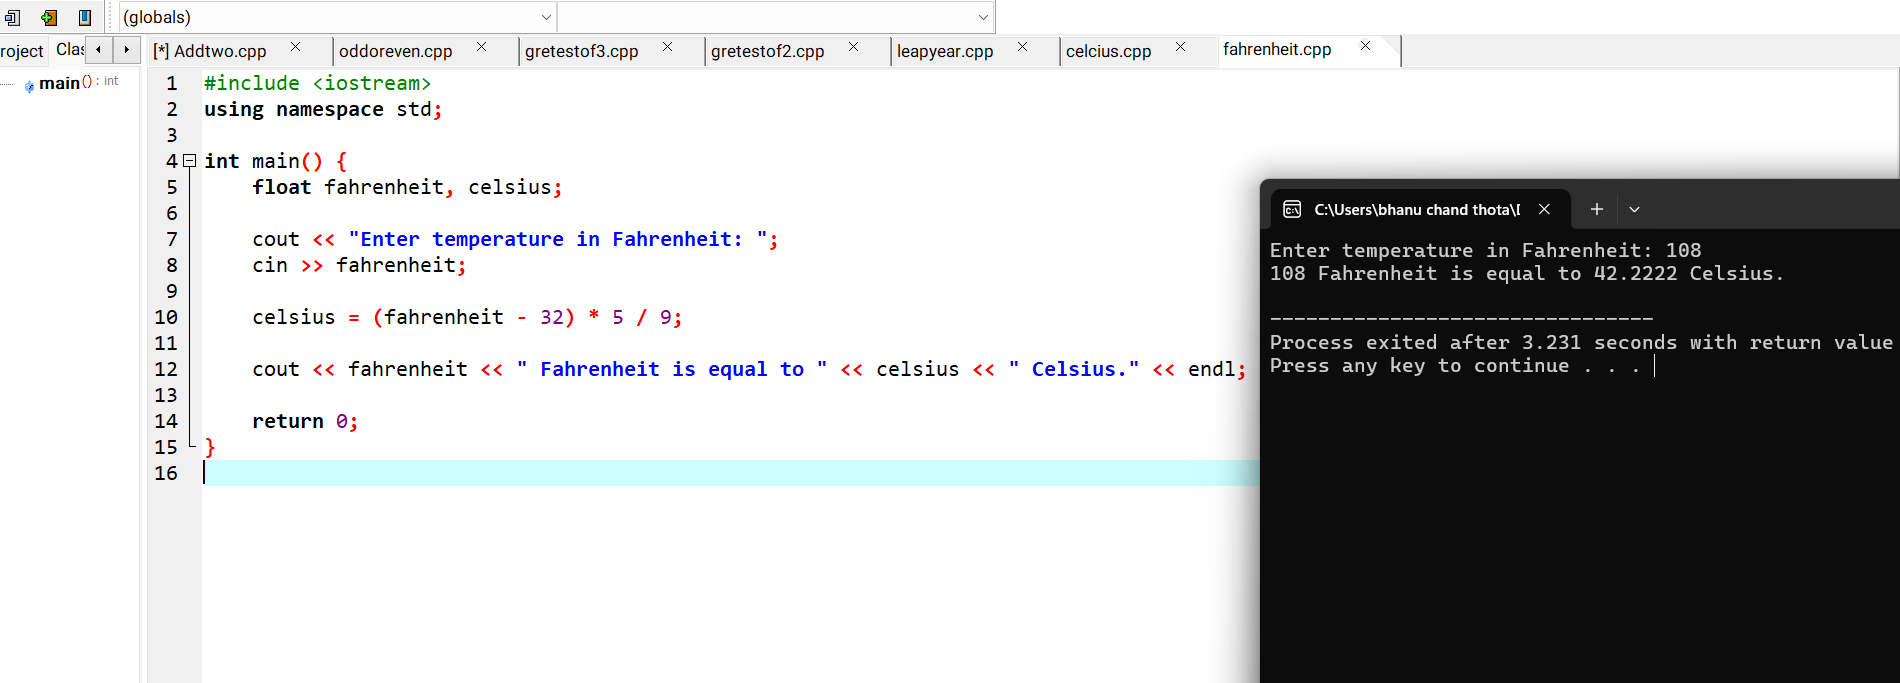 (globals)
roject Clas
[*] Addtwo.cpp oddoreven.cpp gretestof3.cpp gretestof2.cpp leapyear.cpp celcius.cpp fahrenheit.cpp
main() : int
1 #include <iostream>
2 using namespace std;
3
4 int main() {
5 float fahrenheit, celsius;
6
7 cout << "Enter temperature in Fahrenheit: ";
8 cin >> fahrenheit;
9
10 celsius = (fahrenheit - 32) * 5 / 9;
11
12 cout << fahrenheit << " Fahrenheit is equal to " << celsius << " Celsius." << endl;
13
14 return 0;
15 }
16
C:\Users\bhanu chand thota\
Enter temperature in Fahrenheit: 108
108 Fahrenheit is equal to 42.2222 Celsius.
--------------------------------
Process exited after 3.231 seconds with return value
Press any key to continue . . .